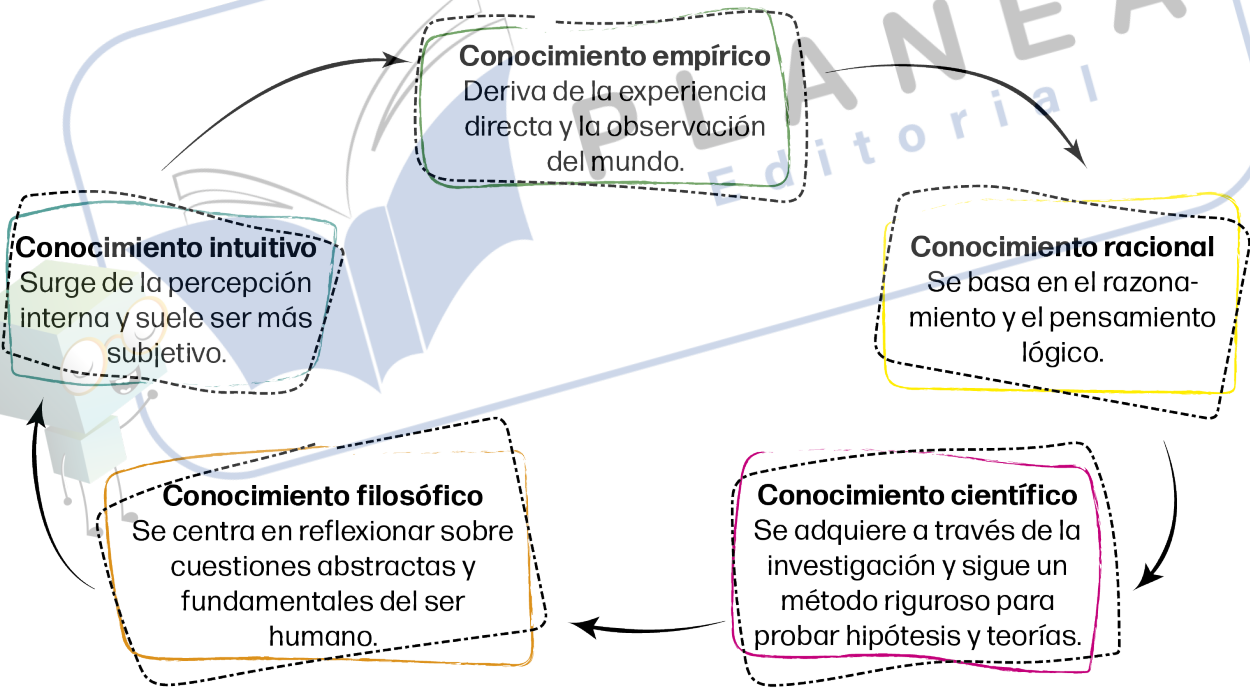 PLANEA
Editorial
Conocimiento empírico
Deriva de la experiencia
directa y la observación
del mundo.
Conocimiento racional
Se basa en el razona-
miento y el pensamiento
lógico.
Conocimiento científico
Se adquiere a través de la
investigación y sigue un
método riguroso para
probar hipótesis y teorías.
Conocimiento filosófico
Se centra en reflexionar sobre
cuestiones abstractas y
fundamentales del ser
humano.
Conocimiento intuitivo
Surge de la percepción
interna y suele ser más
subjetivo.